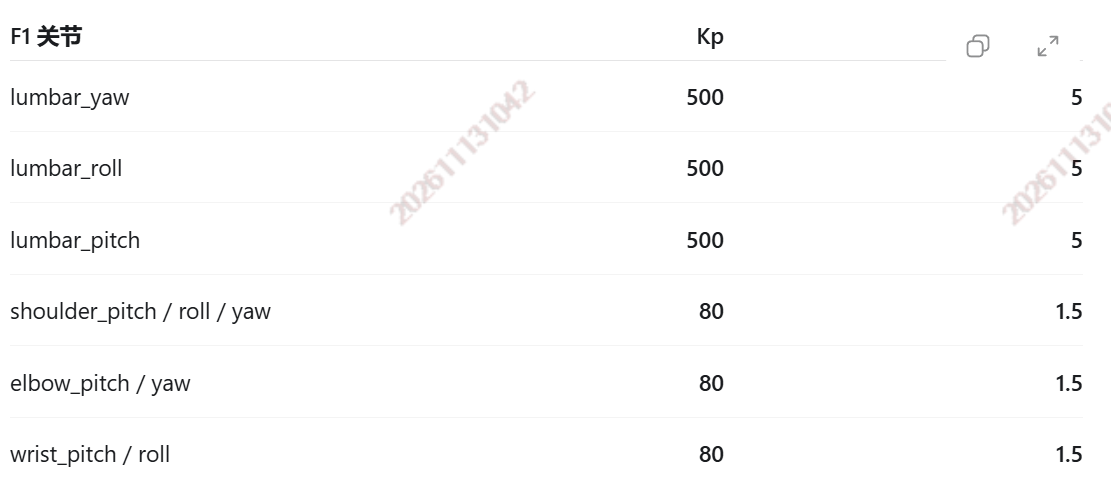 F1 关节 Kp
lumbar_yaw 500 5
lumbar_roll 500 5
lumbar_pitch 500 5
shoulder_pitch / roll / yaw 80 1.5
elbow_pitch / yaw 80 1.5
wrist_pitch / roll 80 1.5
202611131042